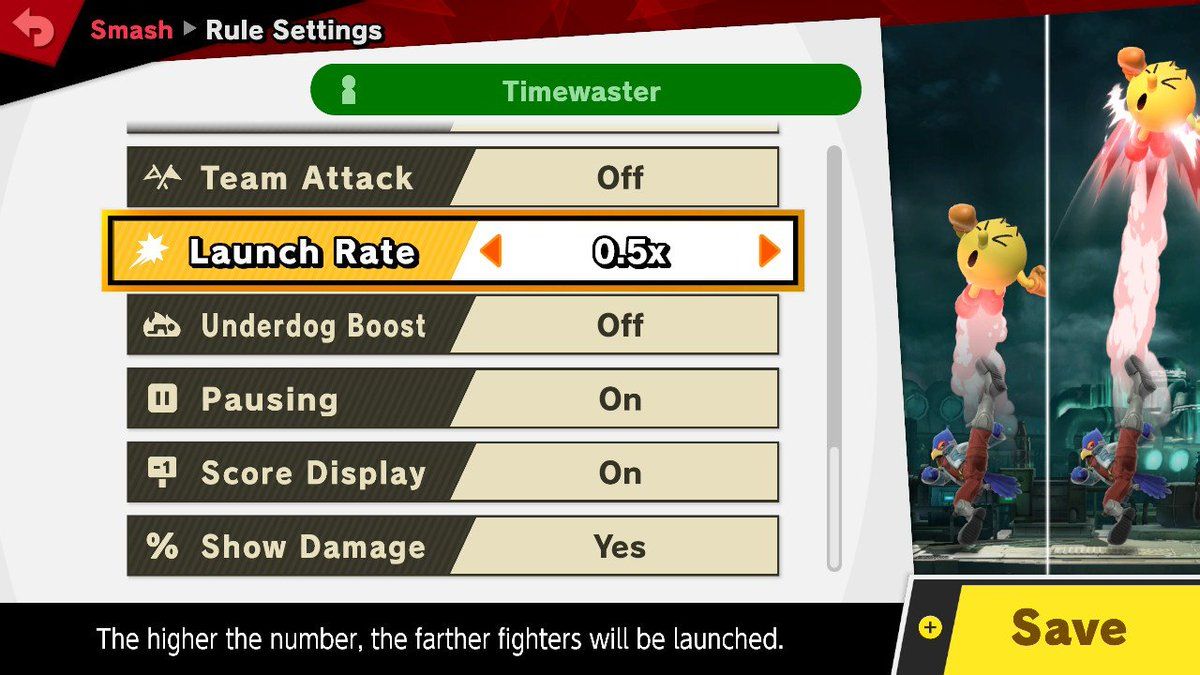 Smash ▶ Rule Settings
Timewaster
Team Attack Off
Launch Rate 0.5x
Underdog Boost Off
Pausing On
-1 Score Display On
% Show Damage Yes
The higher the number, the farther fighters will be launched.
+ Save